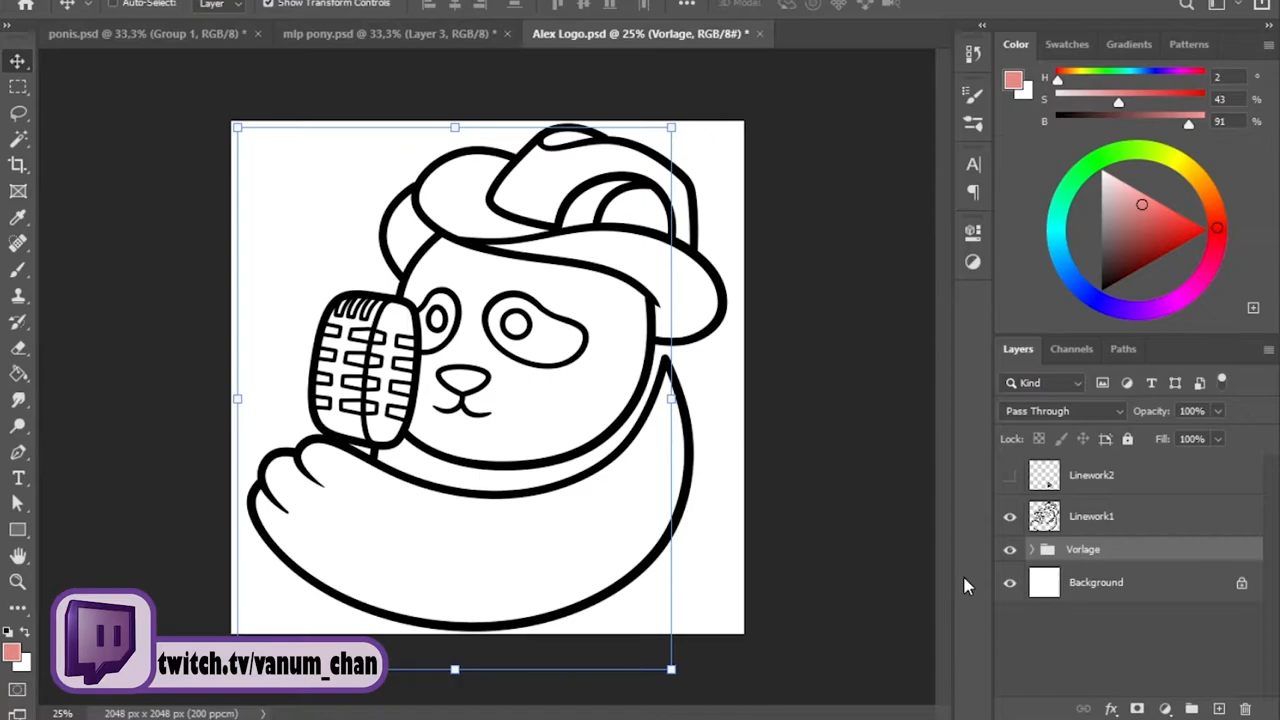 Auto-Select: Layer Show Transform Controls 3D Mode:
ponis.psd @ 33,3% (Group 1, RGB/8) * × mlp pony.psd @ 33,3% (Layer 3, RGB/8) * × Alex Logo.psd @ 25% (Vorlage, RGB/8#) * ×
Color Swatches Gradients Patterns
H 2 °
S 43 %
B 91 %
Layers Channels Paths
Kind
Pass Through Opacity: 100%
Lock: Fill: 100%
Linework2
Linework1
Vorlage
Background
twitch.tv/vanum_chan
25% 2048 px x 2048 px (200 ppcm)